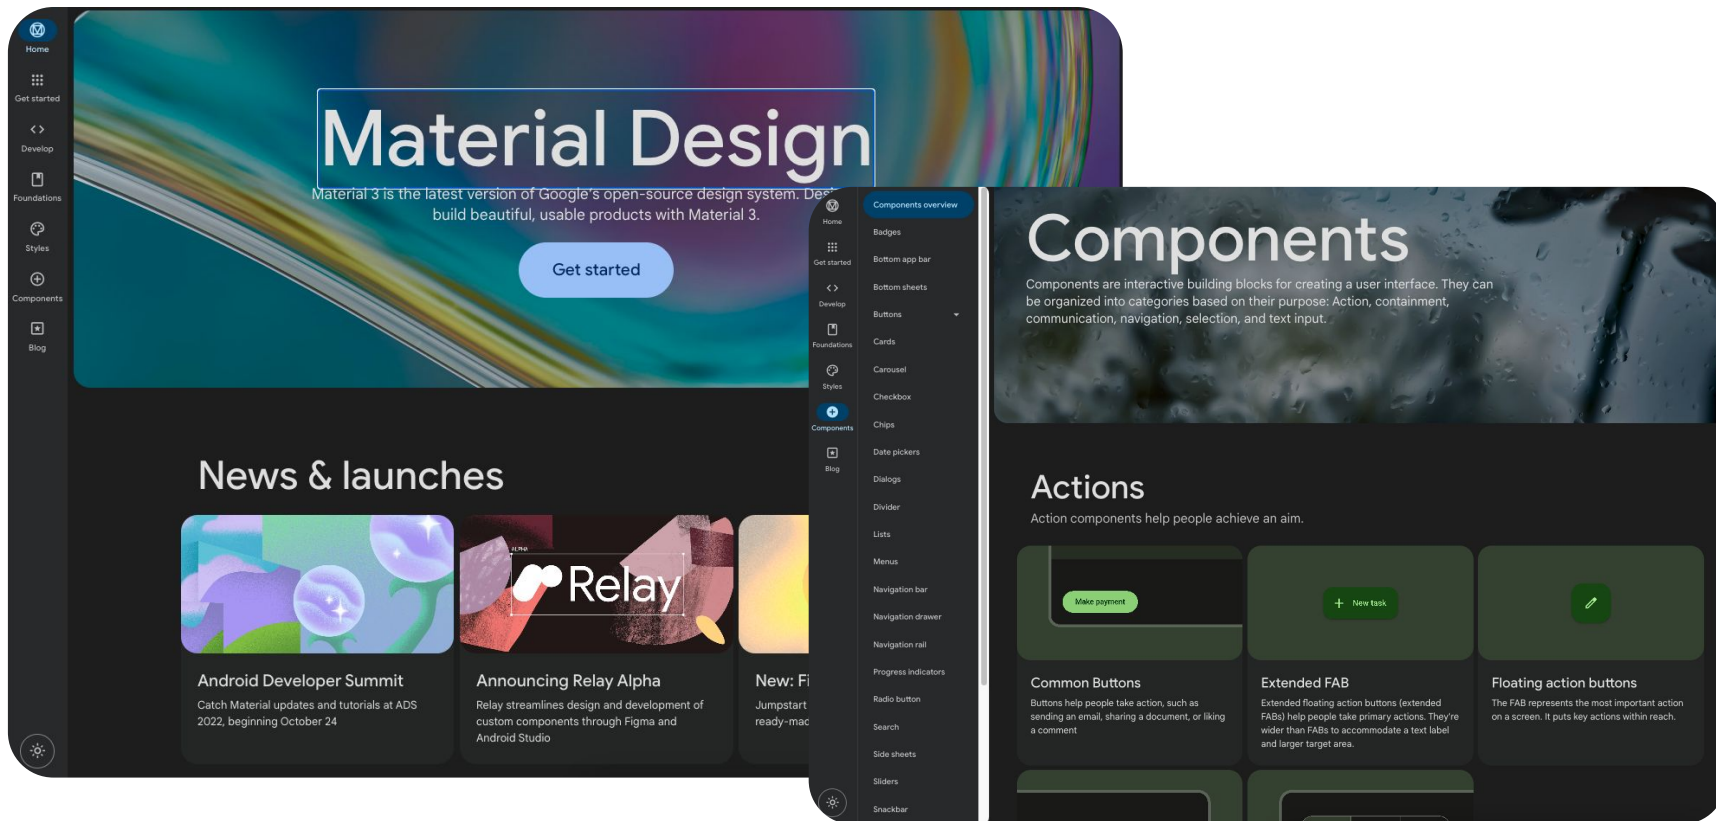 Home
Get started
Develop
Foundations
Styles
Components
Blog
Material Design
Material 3 is the latest version of Google's open-source design system.
build beautiful, usable products with Material 3.
Get started
News & launches
ALPHA
Relay
Android Developer Summit
Catch Material updates and tutorials at ADS
2022, beginning October 24
Announcing Relay Alpha
Relay streamlines design and development of
custom components through Figma and
Android Studio
New:
Jumpstart
Home
Get started
Develop
Foundations
Styles
Components
Blog
Components overview
Badges
Bottom app bar
Bottom sheets
Buttons
Cards
Carousel
Checkbox
Chips
Date pickers
Dialogs
Divider
Lists
Menus
Navigation bar
Navigation drawer
Navigation rail
Progress indicators
Radio button
Search
Side sheets
Sliders
Snackbar
Components
Components are interactive building blocks for creating a user interface. They can
be organized into categories based on their purpose: Action, containment,
communication, navigation, selection, and text input.
Actions
Action components help people achieve an aim.
Make payment
New task
Common Buttons
Buttons help people take action, such as
sending an email, sharing a document, or liking
a comment
Extended FAB
Extended floating action buttons (extended
FABs) help people take primary actions. They're
wider than FABs to accommodate a text label
and larger target area.
Floating action buttons
The FAB represents the most important action
on a screen. It puts key actions within reach.